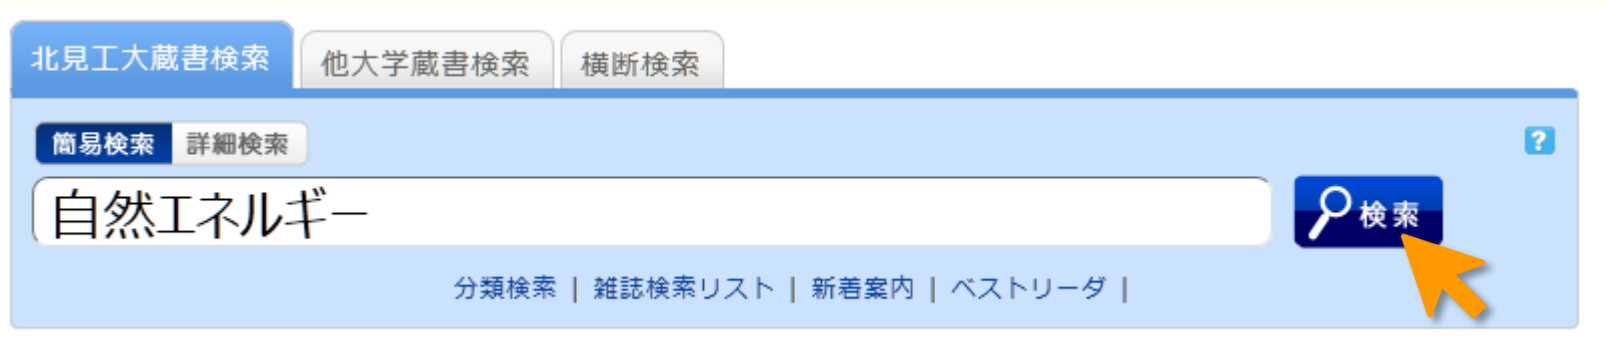 北見工大蔵書検索 他大学蔵書検索 横断検索
簡易検索 詳細検索 ?
自然エネルギー 検索
分類検索 | 雑誌検索リスト | 新着案内 | ベストリーダ |